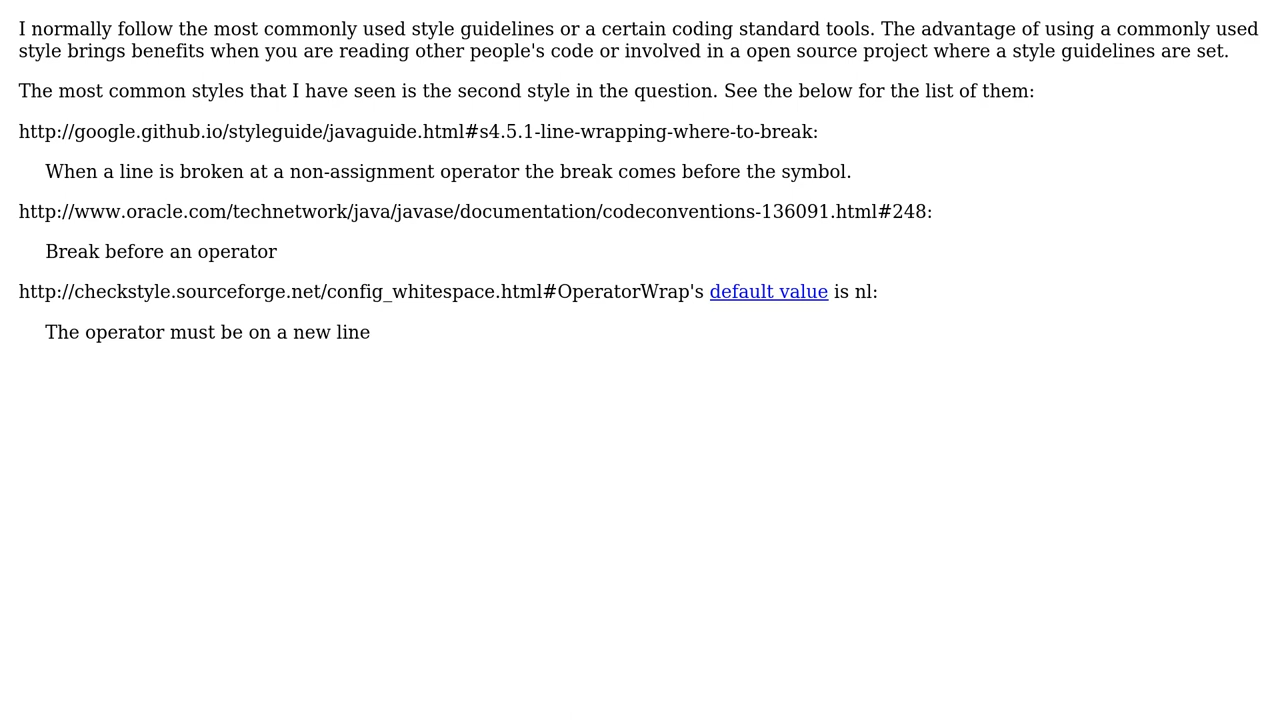 I normally follow the most commonly used style guidelines or a certain coding standard tools. The advantage of using a commonly used
style brings benefits when you are reading other people's code or involved in a open source project where a style guidelines are set.
The most common styles that I have seen is the second style in the question. See the below for the list of them:
http://google.github.io/styleguide/javaguide.html#s4.5.1-line-wrapping-where-to-break:
When a line is broken at a non-assignment operator the break comes before the symbol.
http://www.oracle.com/technetwork/java/javase/documentation/codeconventions-136091.html#248:
Break before an operator
http://checkstyle.sourceforge.net/config_whitespace.html#OperatorWrap's default value is nl:
The operator must be on a new line